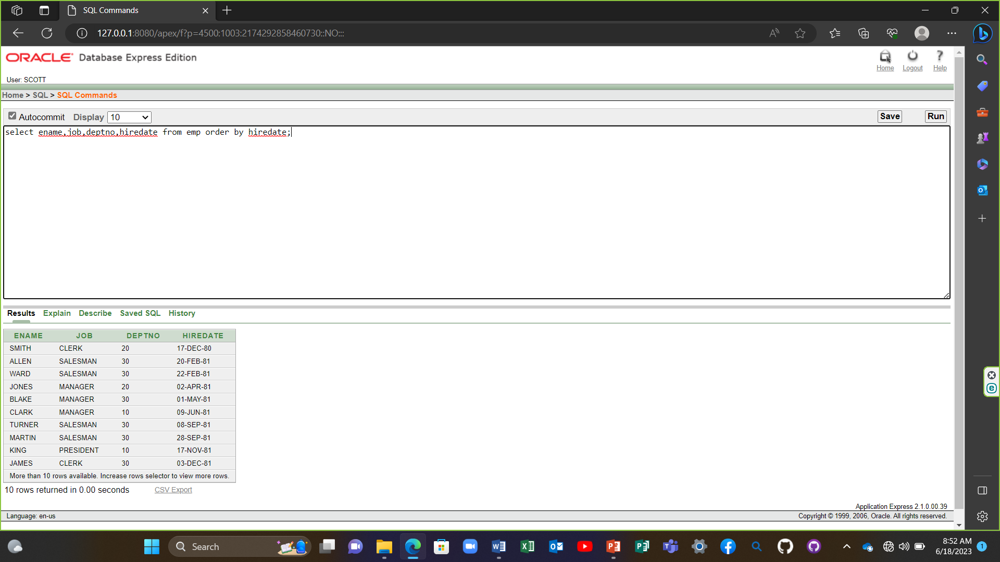 SQL Commands
127.0.0.1:8080/apex/f?p=4500:1003:2174292858460730::NO:::
ORACLE Database Express Edition
Home Logout Help
User: SCOTT
Home > SQL > SQL Commands
Autocommit Display 10 Save Run
select ename,job,deptno,hiredate from emp order by hiredate;
Results Explain Describe Saved SQL History
ENAME JOB DEPTNO HIREDATE
SMITH CLERK 20 17-DEC-80
ALLEN SALESMAN 30 20-FEB-81
WARD SALESMAN 30 22-FEB-81
JONES MANAGER 20 02-APR-81
BLAKE MANAGER 30 01-MAY-81
CLARK MANAGER 10 09-JUN-81
TURNER SALESMAN 30 08-SEP-81
MARTIN SALESMAN 30 28-SEP-81
KING PRESIDENT 10 17-NOV-81
JAMES CLERK 30 03-DEC-81
More than 10 rows available. Increase rows selector to view more rows.
10 rows returned in 0.00 seconds CSV Export
Application Express 2.1.0.00.39
Language: en-us Copyright © 1999, 2006, Oracle. All rights reserved.
Search
8:52 AM
6/18/2023
1